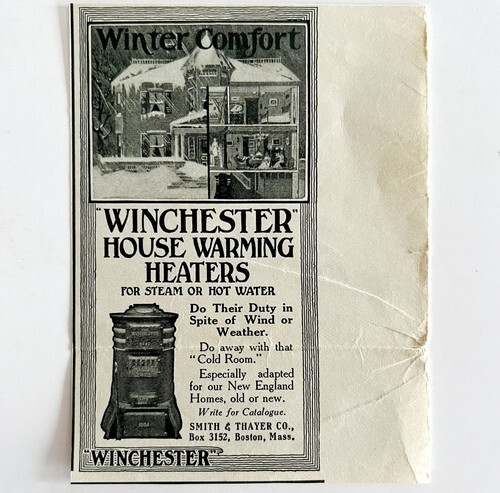 Winter Comfort
"WINCHESTER"
HOUSE WARMING
HEATERS
FOR STEAM OR HOT WATER
Do Their Duty in
Spite of Wind or
Weather.
Do away with that
"Cold Room."
Especially adapted
for our New England
Homes, old or new.
Write for Catalogue.
SMITH & THAYER CO.,
Box 3152, Boston, Mass.
"WINCHESTER"